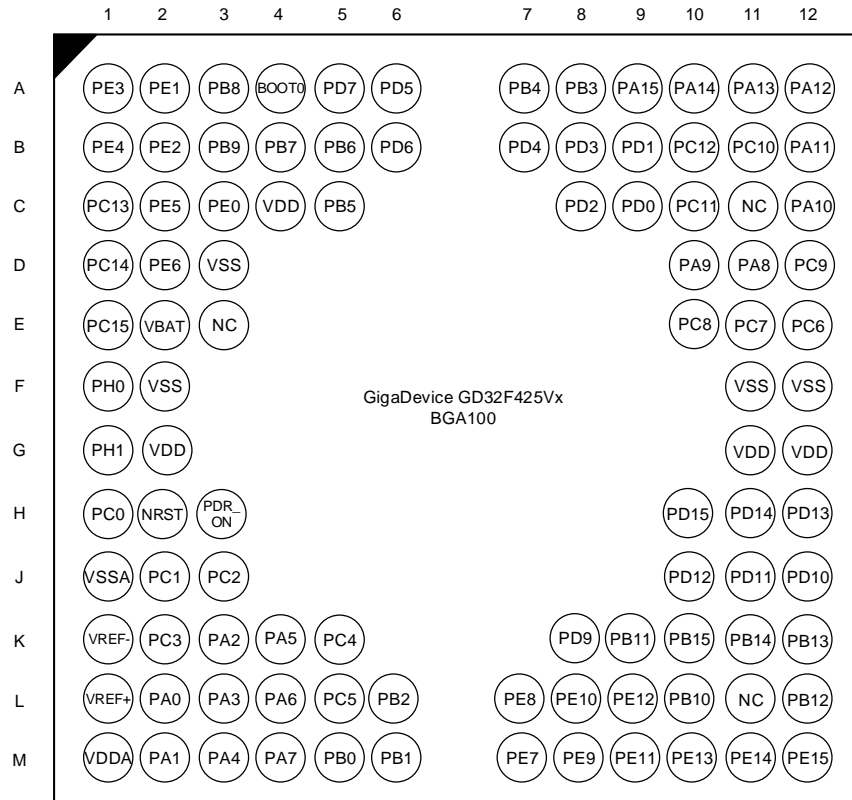 1 2 3 4 5 6 7 8 9 10 11 12
A PE3 PE1 PB8 BOOT0 PD7 PD5 PB4 PB3 PA15 PA14 PA13 PA12
B PE4 PE2 PB9 PB7 PB6 PD6 PD4 PD3 PD1 PC12 PC10 PA11
C PC13 PE5 PE0 VDD PB5 PD2 PD0 PC11 NC PA10
D PC14 PE6 VSS PA9 PA8 PC9
E PC15 VBAT NC PC8 PC7 PC6
F PH0 VSS VSS VSS
GigaDevice GD32F425Vx
BGA100
G PH1 VDD VDD VDD
H PC0 NRST PDR_ON PD15 PD14 PD13
J VSSA PC1 PC2 PD12 PD11 PD10
K VREF- PC3 PA2 PA5 PC4 PD9 PB11 PB15 PB14 PB13
L VREF+ PA0 PA3 PA6 PC5 PB2 PE8 PE10 PE12 PB10 NC PB12
M VDDA PA1 PA4 PA7 PB0 PB1 PE7 PE9 PE11 PE13 PE14 PE15